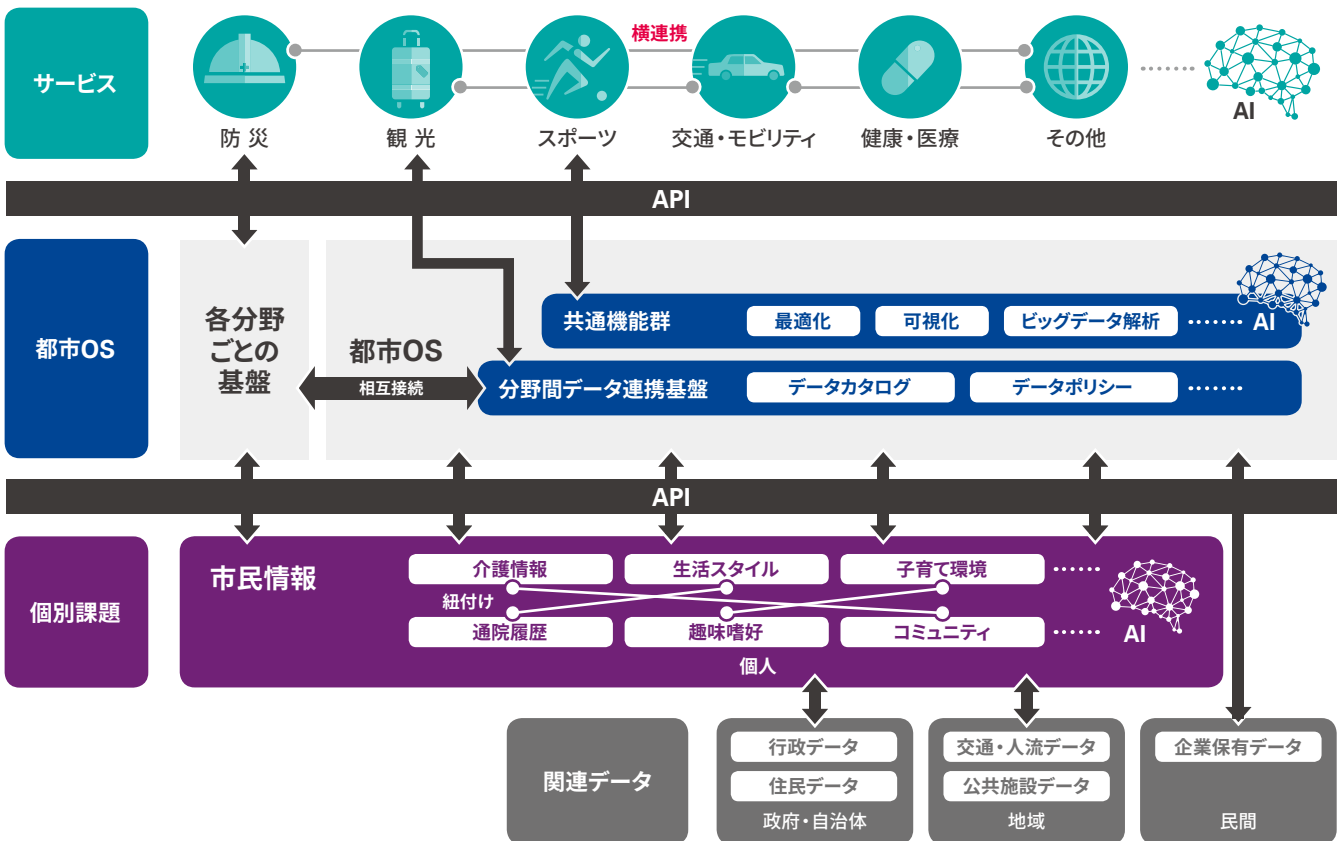 サービス
横連携
防 災
観 光
スポーツ
交通・モビリティ
健康・医療
その他
AI
API
都市OS
各分野
ごとの
基盤
都市OS
相互接続
共通機能群
最適化
可視化
ビッグデータ解析
AI
分野間データ連携基盤
データカタログ
データポリシー
API
個別課題
市民情報
介護情報
生活スタイル
子育て環境
紐付け
通院履歴
趣味嗜好
コミュニティ
AI
個人
関連データ
行政データ
住民データ
政府・自治体
交通・人流データ
公共施設データ
地域
企業保有データ
民間